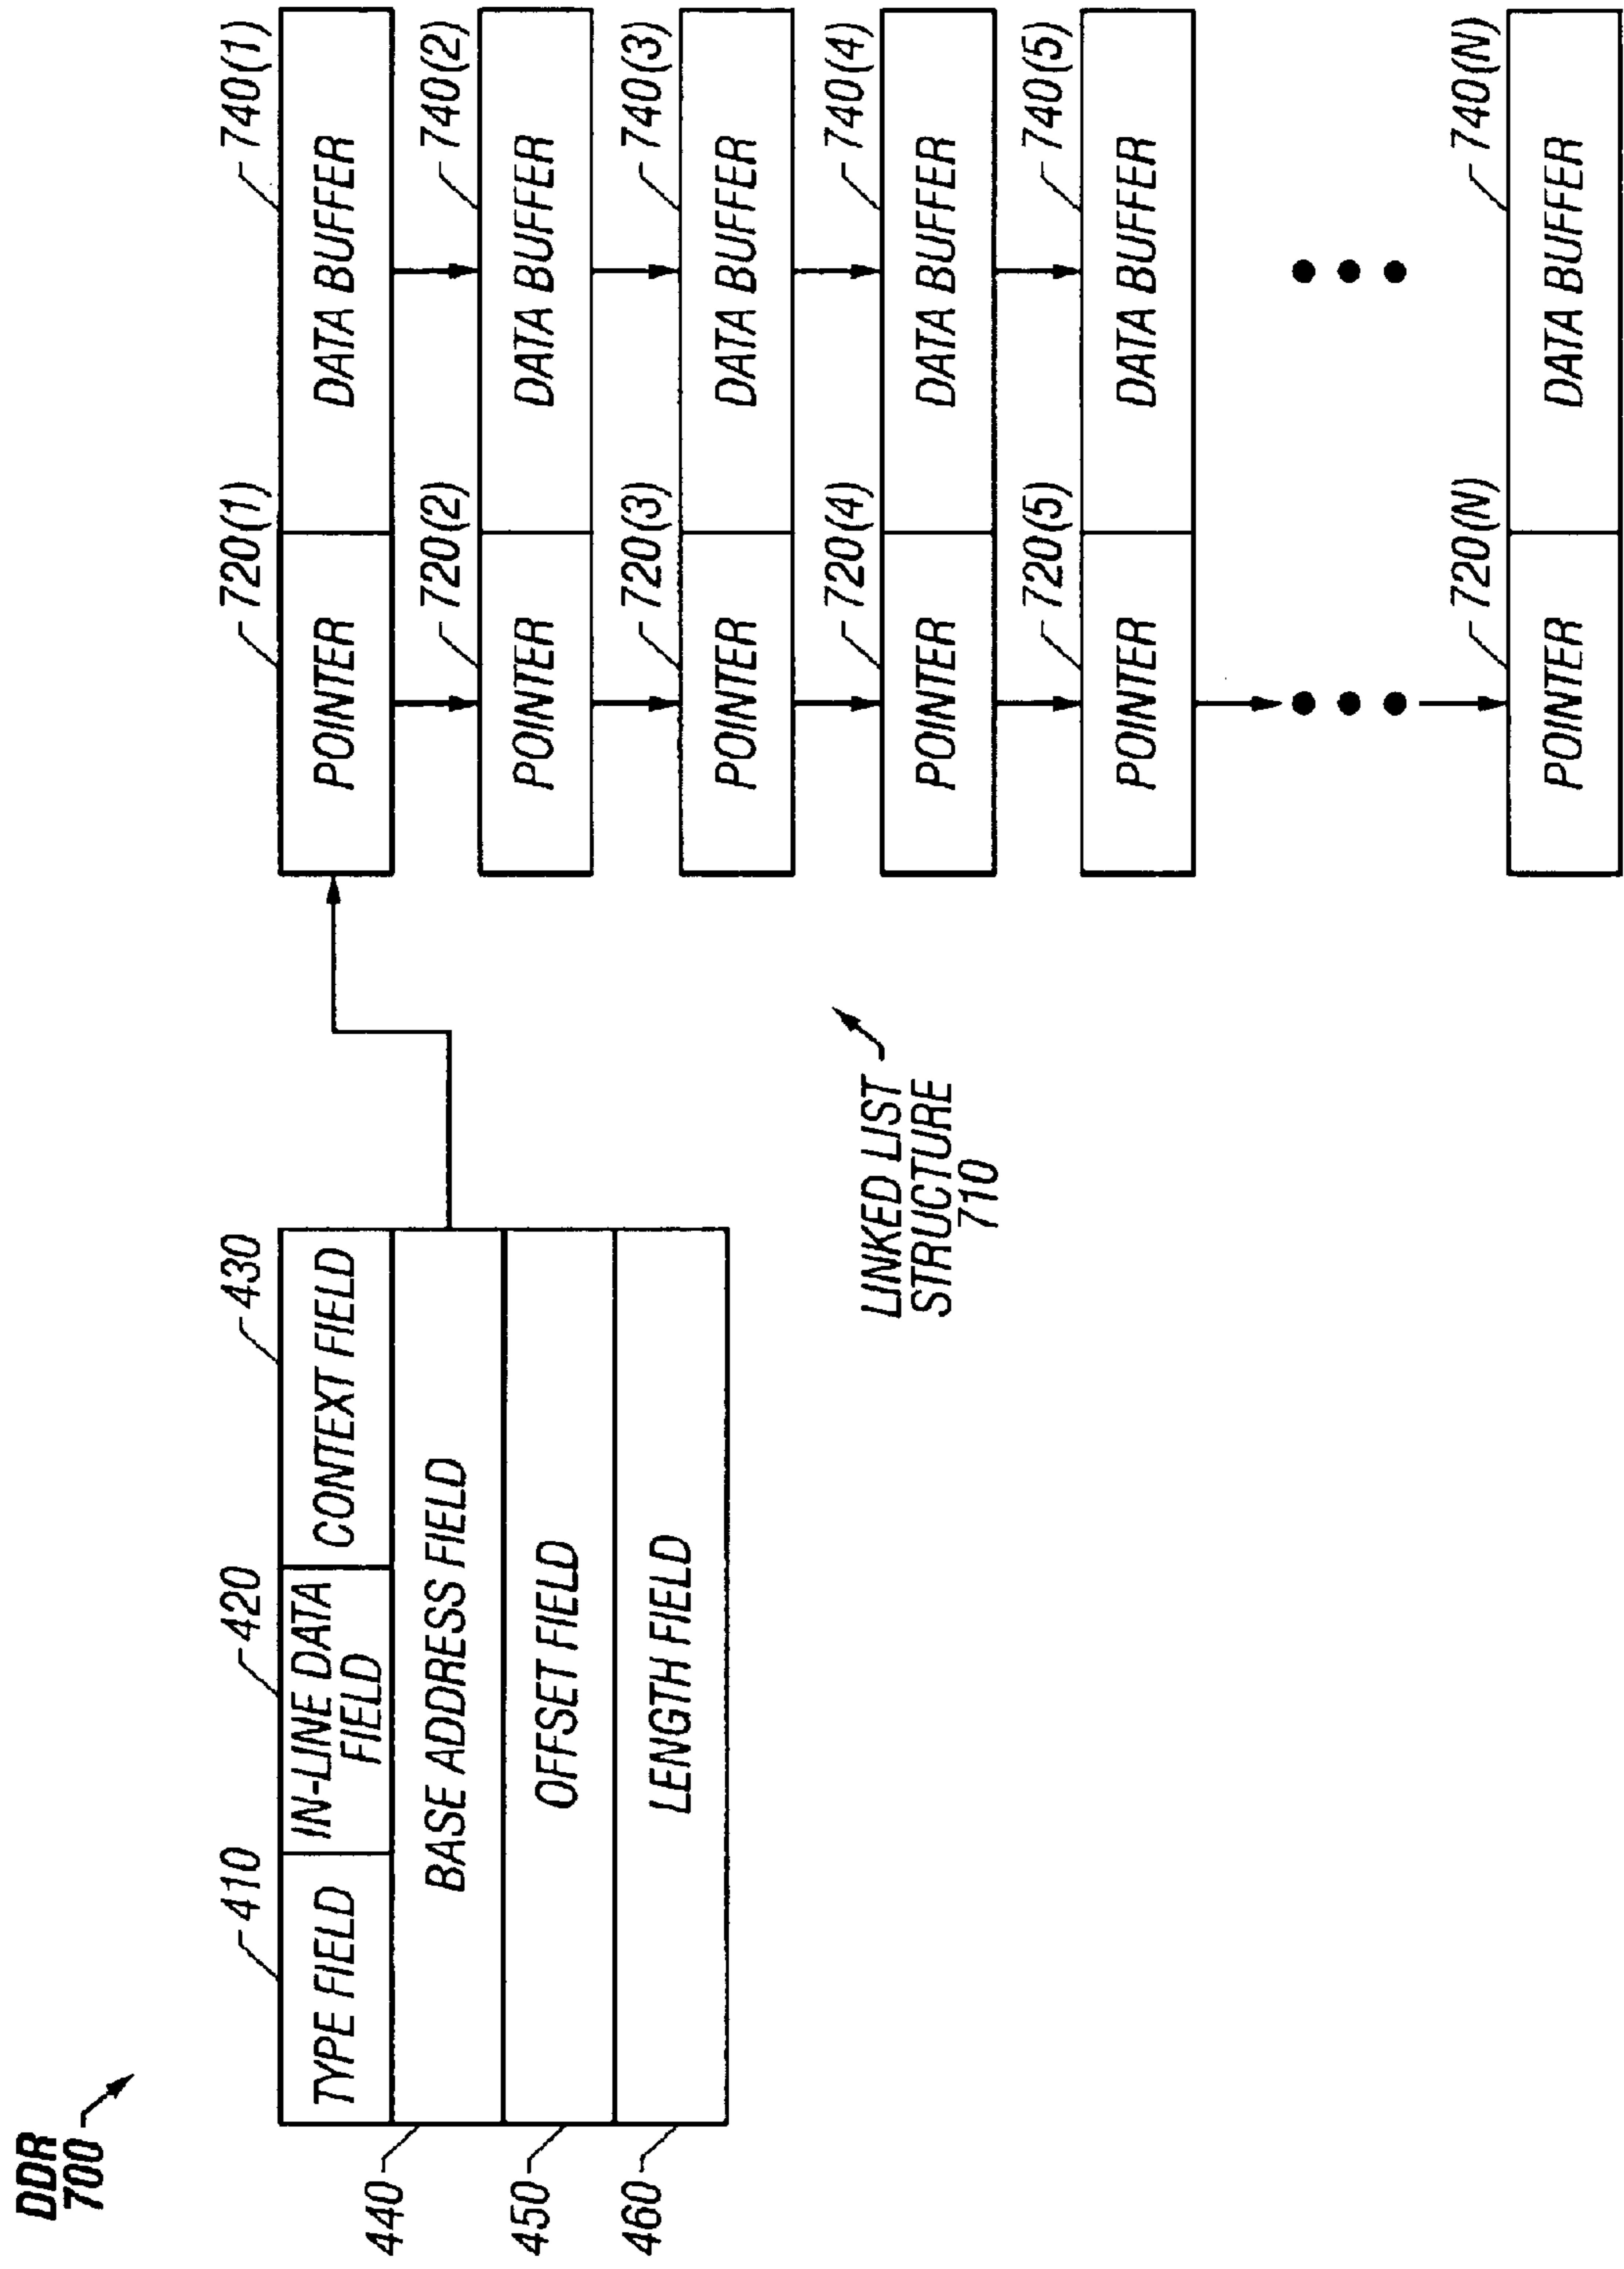 DDR
700
410
420
430
TYPE FIELD
IN-LINE DATA
FIELD
CONTEXT FIELD
440
BASE ADDRESS FIELD
450
OFFSET FIELD
460
LENGTH FIELD
LINKED LIST
STRUCTURE
710
720(1)
740(1)
POINTER
DATA BUFFER
720(2)
740(2)
POINTER
DATA BUFFER
720(3)
740(3)
POINTER
DATA BUFFER
720(4)
740(4)
POINTER
DATA BUFFER
720(5)
740(5)
POINTER
DATA BUFFER
720(N)
740(N)
POINTER
DATA BUFFER